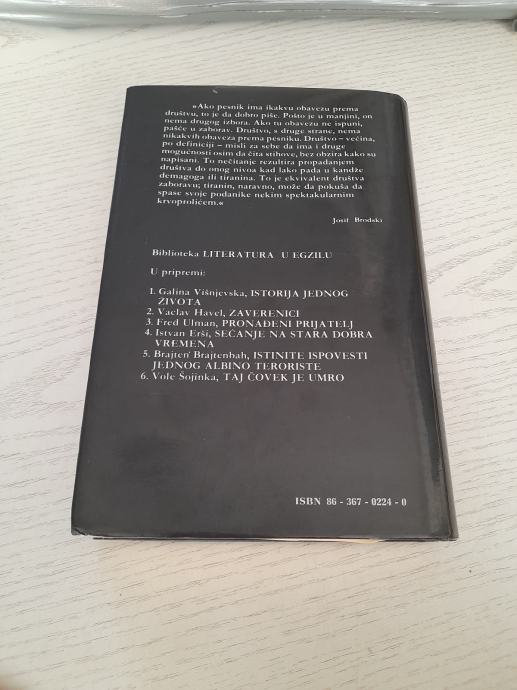 »Ako pesnik ima ikakvu obavezu prema
društvu, to je da dobro piše. Pošto je u manjini, on
nema drugog izbora. Ako tu obavezu ne ispuni,
pašće u zaborav. Društvo, s druge strane, nema
nikakvih obaveza prema pesniku. Društvo – većina,
po definiciji – misli za sebe da ima i druge
mogućnosti osim da čita stihove, bez obzira kako su
napisani. To nečitanje rezultira propadanjem
društva do onog nivoa kad lako pada u kandže
demagoga ili tiranina. To je ekvivalent društva
zaboravu; tiranin, naravno, može da pokuša da
spase svoje podanike nekim spektakularnim
krvoprolićem.«
Josif Brodski
Biblioteka LITERATURA U EGZILU
U pripremi:
1. Galina Višnjevska, ISTORIJA JEDNOG
ŽIVOTA
2. Vaclav Havel, ZAVERENICI
3. Fred Ulman, PRONAĐENI PRIJATELJ
4. Istvan Erši, SEĆANJE NA STARA DOBRA
VREMENA
5. Brajten Brajtenbah, ISTINITE ISPOVESTI
JEDNOG ALBINO TERORISTE
6. Vole Šojinka, TAJ ČOVEK JE UMRO
ISBN 86 - 367 - 0224 - 0